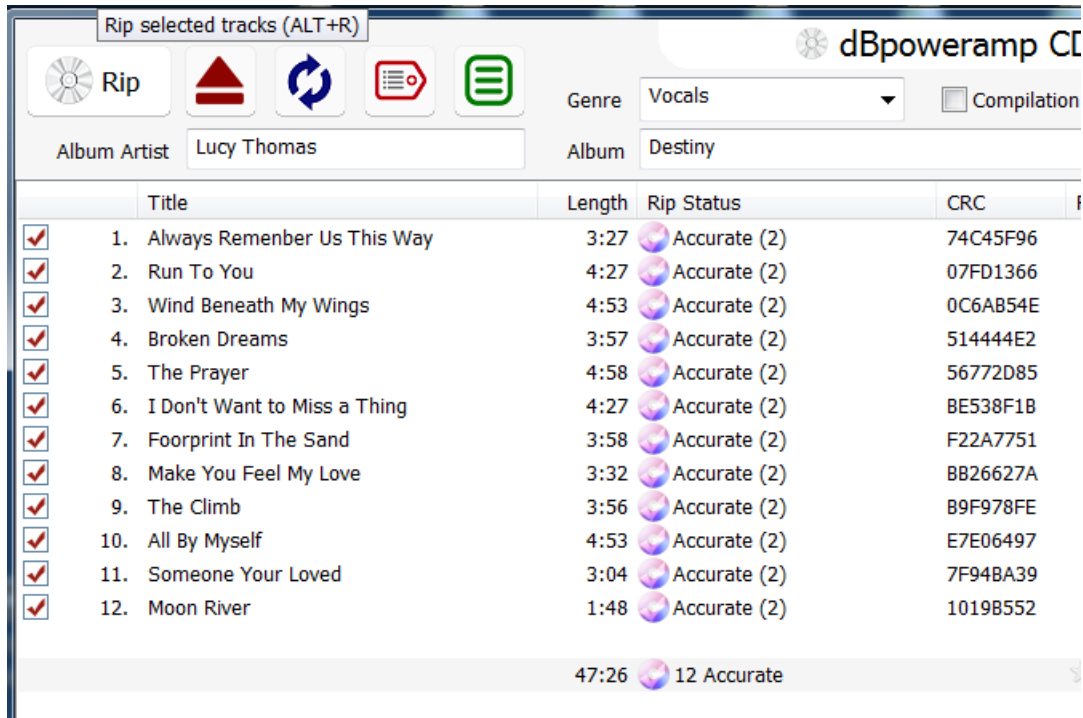 Rip selected tracks (ALT+R)
dBpoweramp CD
Rip
Genre Vocals Compilation
Album Artist Lucy Thomas Album Destiny
Title Length Rip Status CRC
1. Always Remenber Us This Way 3:27 Accurate (2) 74C45F96
2. Run To You 4:27 Accurate (2) 07FD1366
3. Wind Beneath My Wings 4:53 Accurate (2) 0C6AB54E
4. Broken Dreams 3:57 Accurate (2) 514444E2
5. The Prayer 4:58 Accurate (2) 56772D85
6. I Don't Want to Miss a Thing 4:27 Accurate (2) BE538F1B
7. Foorprint In The Sand 3:58 Accurate (2) F22A7751
8. Make You Feel My Love 3:32 Accurate (2) BB26627A
9. The Climb 3:56 Accurate (2) B9F978FE
10. All By Myself 4:53 Accurate (2) E7E06497
11. Someone Your Loved 3:04 Accurate (2) 7F94BA39
12. Moon River 1:48 Accurate (2) 1019B552
47:26 12 Accurate